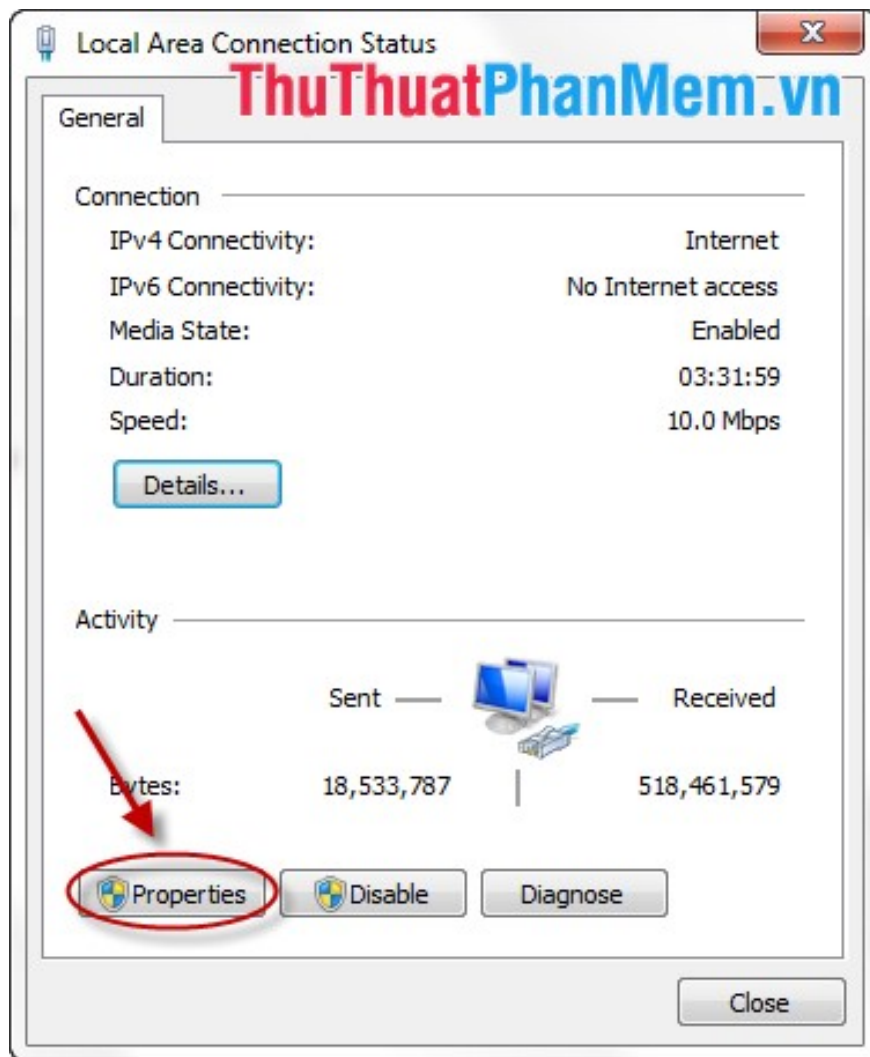 Local Area Connection Status
ThuThuatPhanMem.vn
General
Connection
IPv4 Connectivity: Internet
IPv6 Connectivity: No Internet access
Media State: Enabled
Duration: 03:31:59
Speed: 10.0 Mbps
Details...
Activity
Sent Received
Bytes: 18,533,787 518,461,579
Properties Disable Diagnose
Close